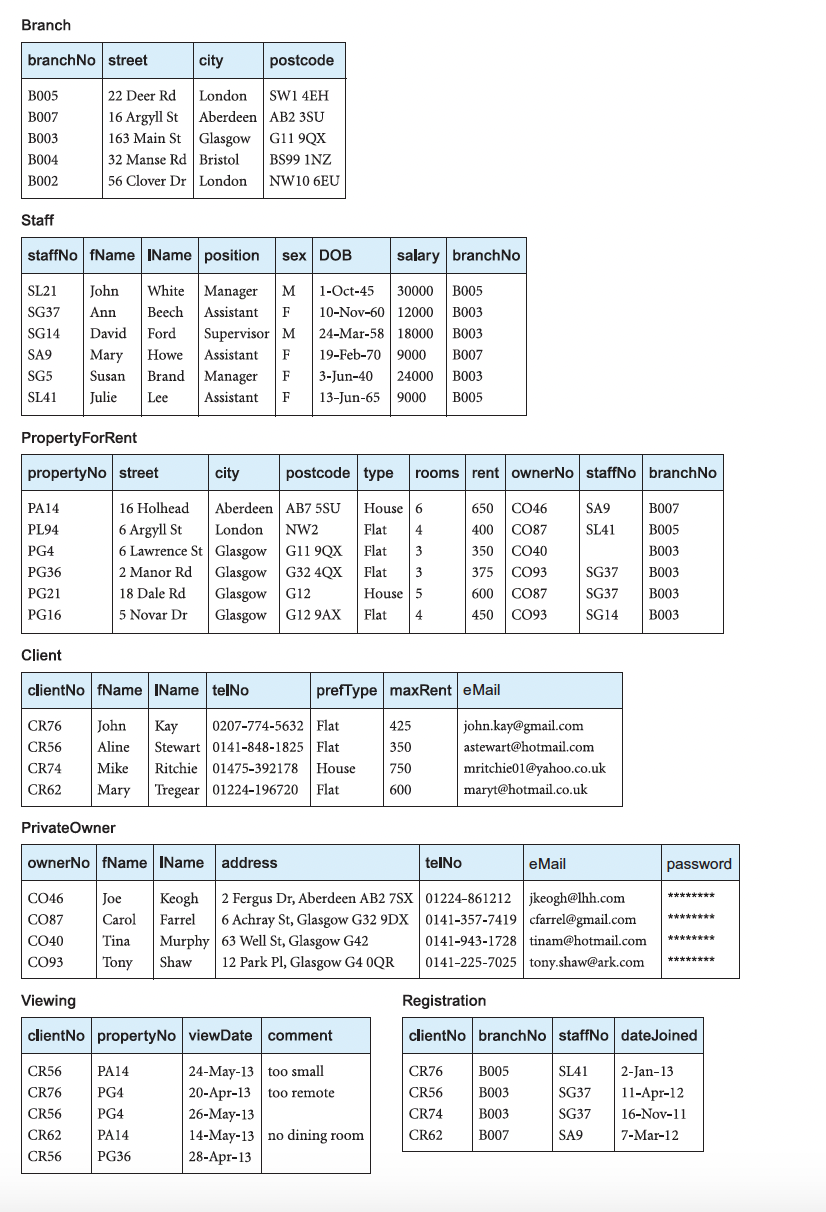 Branch
branchNo street city postcode
B005 22 Deer Rd London SW1 4EH
B007 16 Argyll St Aberdeen AB2 3SU
B003 163 Main St Glasgow G11 9QX
B004 32 Manse Rd Bristol BS99 1NZ
B002 56 Clover Dr London NW10 6EU
Staff
staffNo fName lName position sex DOB salary branchNo
SL21 John White Manager M 1-Oct-45 30000 B005
SG37 Ann Beech Assistant F 10-Nov-60 12000 B003
SG14 David Ford Supervisor M 24-Mar-58 18000 B003
SA9 Mary Howe Assistant F 19-Feb-70 9000 B007
SG5 Susan Brand Manager F 3-Jun-40 24000 B003
SL41 Julie Lee Assistant F 13-Jun-65 9000 B005
PropertyForRent
propertyNo street city postcode type rooms rent ownerNo staffNo branchNo
PA14 16 Holhead Aberdeen AB7 5SU House 6 650 CO46 SA9 B007
PL94 6 Argyll St London NW2 Flat 4 400 CO87 SL41 B005
PG4 6 Lawrence St Glasgow G11 9QX Flat 3 350 CO40 B003
PG36 2 Manor Rd Glasgow G32 4QX Flat 3 375 CO93 SG37 B003
PG21 18 Dale Rd Glasgow G12 House 5 600 CO87 SG37 B003
PG16 5 Novar Dr Glasgow G12 9AX Flat 4 450 CO93 SG14 B003
Client
clientNo fName lName telNo prefType maxRent eMail
CR76 John Kay 0207-774-5632 Flat 425 john.kay@gmail.com
CR56 Aline Stewart 0141-848-1825 Flat 350 astewart@hotmail.com
CR74 Mike Ritchie 01475-392178 House 750 mritchie01@yahoo.co.uk
CR62 Mary Tregear 01224-196720 Flat 600 maryt@hotmail.co.uk
PrivateOwner
ownerNo fName lName address telNo eMail password
CO46 Joe Keogh 2 Fergus Dr, Aberdeen AB2 7SX 01224-861212 jkeogh@lhh.com ********
CO87 Carol Farrel 6 Achray St, Glasgow G32 9DX 0141-357-7419 cfarrel@gmail.com ********
CO40 Tina Murphy 63 Well St, Glasgow G42 0141-943-1728 tinam@hotmail.com ********
CO93 Tony Shaw 12 Park Pl, Glasgow G4 0QR 0141-225-7025 tony.shaw@ark.com ********
Viewing
clientNo propertyNo viewDate comment
CR56 PA14 24-May-13 too small
CR76 PG4 20-Apr-13 too remote
CR56 PG4 26-May-13
CR62 PA14 14-May-13 no dining room
CR56 PG36 28-Apr-13
Registration
clientNo branchNo staffNo dateJoined
CR76 B005 SL41 2-Jan-13
CR56 B003 SG37 11-Apr-12
CR74 B003 SG37 16-Nov-11
CR62 B007 SA9 7-Mar-12